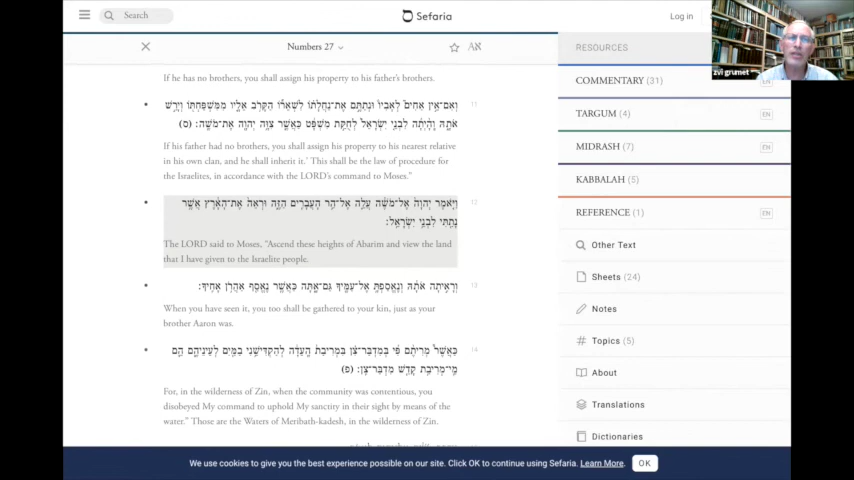 Search
Sefaria
Log in
Numbers 27
Aא
If he has no brothers, you shall assign his property to his father's brothers.
וְאִם־אֵ֣ין אַחִים֮ לְאָבִיו֒ וּנְתַתֶּ֣ם אֶת־נַחֲלָת֗וֹ לִשְׁאֵר֞וֹ הַקָּרֹ֥ב אֵלָ֛יו מִמִּשְׁפַּחְתּ֖וֹ וְיָרַ֣שׁ
11
אֹתָ֑הּ וְֽהָ֨יְתָ֜ה לִבְנֵ֤י יִשְׂרָאֵל֙ לְחֻקַּ֣ת מִשְׁפָּ֔ט כַּאֲשֶׁ֛ר צִוָּ֥ה יְהוָ֖ה אֶת־מֹשֶֽׁה׃ (ס)
If his father had no brothers, you shall assign his property to his nearest relative
in his own clan, and he shall inherit it.' This shall be the law of procedure for
the Israelites, in accordance with the LORD's command to Moses."
וַיֹּ֤אמֶר יְהוָה֙ אֶל־מֹשֶׁ֔ה עֲלֵ֛ה אֶל־הַ֥ר הָעֲבָרִ֖ים הַזֶּ֑ה וּרְאֵה֙ אֶת־הָאָ֔רֶץ אֲשֶׁ֥ר
12
נָתַ֖תִּי לִבְנֵ֥י יִשְׂרָאֵֽל׃
The LORD said to Moses, "Ascend these heights of Abarim and view the land
that I have given to the Israelite people.
וְרָאִ֣יתָה אֹתָ֔הּ וְנֶאֱסַפְתָּ֥ אֶל־עַמֶּ֖יךָ גַּם־אָ֑תָּה כַּאֲשֶׁ֥ר נֶאֱסַ֖ף אַהֲרֹ֥ן אָחִֽיךָ׃
13
When you have seen it, you too shall be gathered to your kin, just as your
brother Aaron was.
כַּאֲשֶׁר֩ מְרִיתֶ֨ם פִּ֜י בְּמִדְבַּר־צִ֗ן בִּמְרִיבַת֙ הָֽעֵדָ֔ה לְהַקְדִּישֵׁ֥נִי בַמַּ֖יִם לְעֵינֵיהֶ֑ם הֵ֛ם
14
מֵֽי־מְרִיבַ֥ת קָדֵ֖שׁ מִדְבַּר־צִֽן׃ (פ)
For, in the wilderness of Zin, when the community was contentious, you
disobeyed My command to uphold My sanctity in their sight by means of the
water." Those are the Waters of Meribath-kadesh, in the wilderness of Zin.
RESOURCES
COMMENTARY (31)
EN
TARGUM (4)
EN
MIDRASH (7)
EN
KABBALAH (5)
REFERENCE (1)
EN
Other Text
Sheets (24)
Notes
Topics (5)
About
Translations
Dictionaries
zvi grumet
We use cookies to give you the best experience possible on our site. Click OK to continue using Sefaria. Learn More.
OK